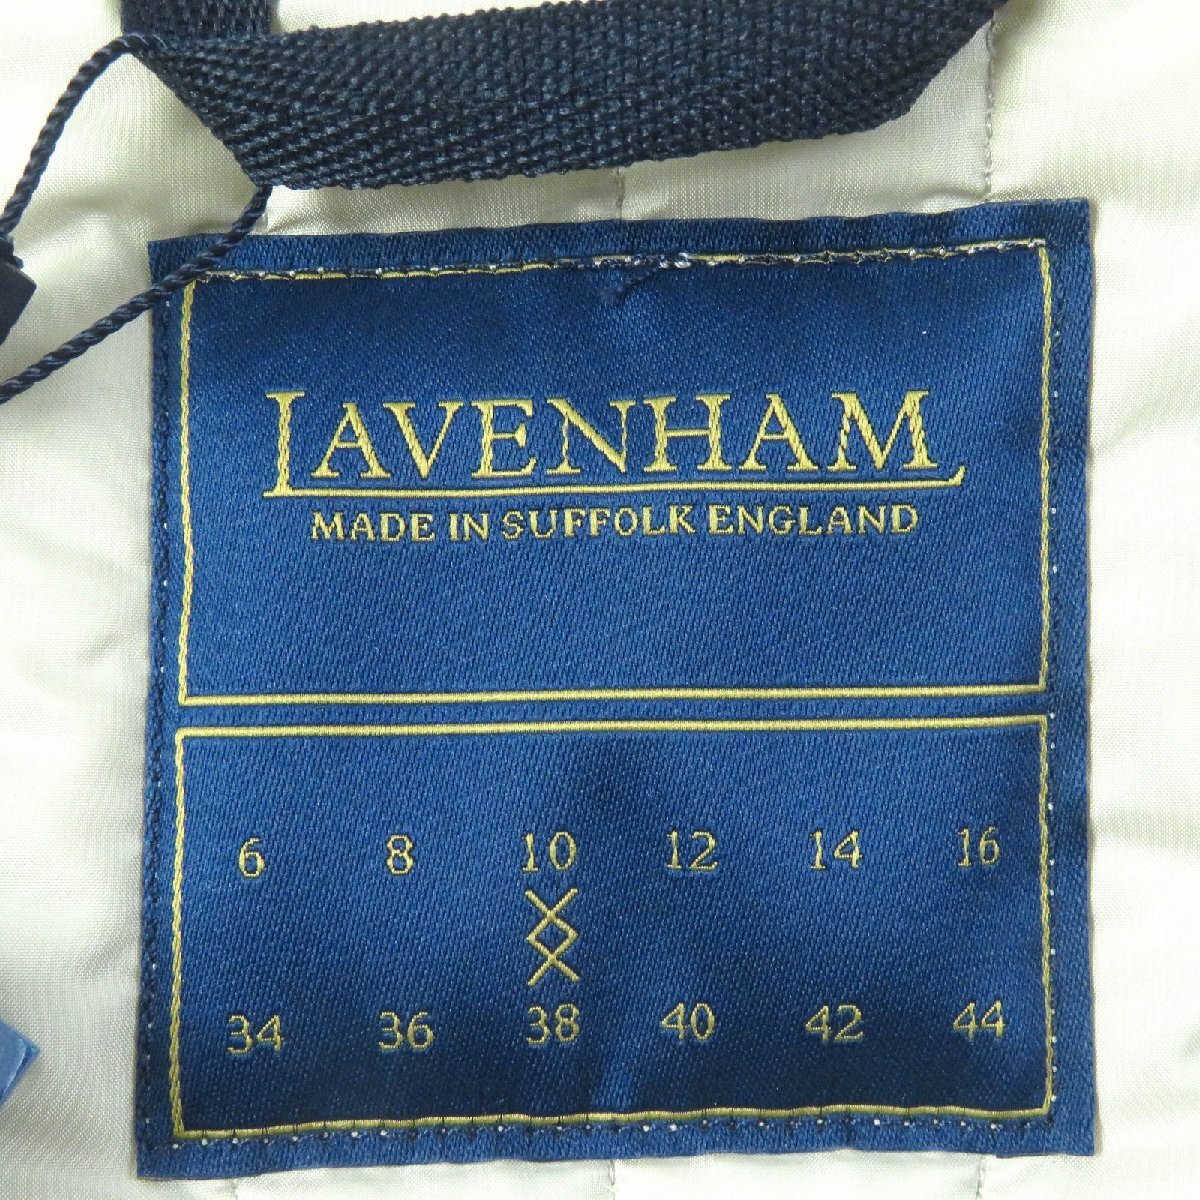 LAVENHAM
MADE IN SUFFOLK ENGLAND
6 8 10 12 14 16
34 36 38 40 42 44